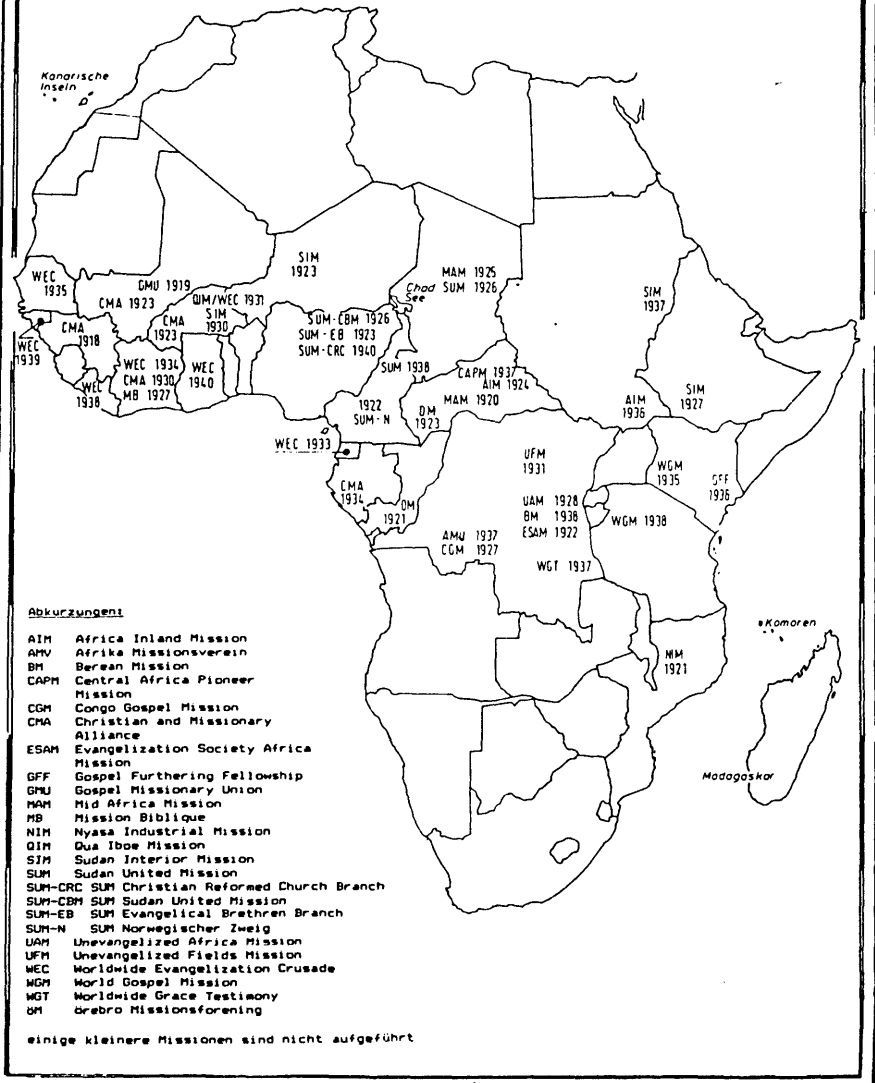 Kanarische
Inseln
WEC
1935
GMU 1919
CMA 1923
SIM
1923
MAM 1925
SUM 1926
Chad
See
SIM
1937
QIM/WEC 1931
SIM
1930
CMA
1923
CMA
1918
WEC
1939
WEC
1938
WEC 1934
CMA 1930
MB 1927
WEC
1940
SUM-CBM 1926
SUM-EB 1923
SUM-CRC 1940
SUM 1938
CAPM 1937
AIM 1924
MAM 1920
1922
SUM-N
ÖM
1923
AIM
1936
SIM
1927
WEC 1933
CMA
1934
ÖM
1921
UFM
1931
WGM
1935
GFF
1936
UAM 1928
BM 1938
ESAM 1922
WGM 1938
AMV 1937
CGM 1927
WGT 1937
NIM
1921
Komoren
Madagaskar
Abkurzungen:
AIM Africa Inland Mission
AMV Afrika Missionsverein
BM Berean Mission
CAPM Central Africa Pioneer
Mission
CGM Congo Gospel Mission
CMA Christian and Missionary
Alliance
ESAM Evangelization Society Africa
Mission
GFF Gospel Furthering Fellowship
GMU Gospel Missionary Union
MAM Mid Africa Mission
MB Mission Biblique
NIM Nyasa Industrial Mission
QIM Qua Iboe Mission
SIM Sudan Interior Mission
SUM Sudan United Mission
SUM-CRC SUM Christian Reformed Church Branch
SUM-CBM SUM Sudan United Mission
SUM-EB SUM Evangelical Brethren Branch
SUM-N SUM Norwegischer Zweig
UAM Unevangelized Africa Mission
UFM Unevangelized Fields Mission
WEC Worldwide Evangelization Crusade
WGM World Gospel Mission
WGT Worldwide Grace Testimony
ÖM Örebro Missionsforening
einige kleinere Missionen sind nicht aufgeführt